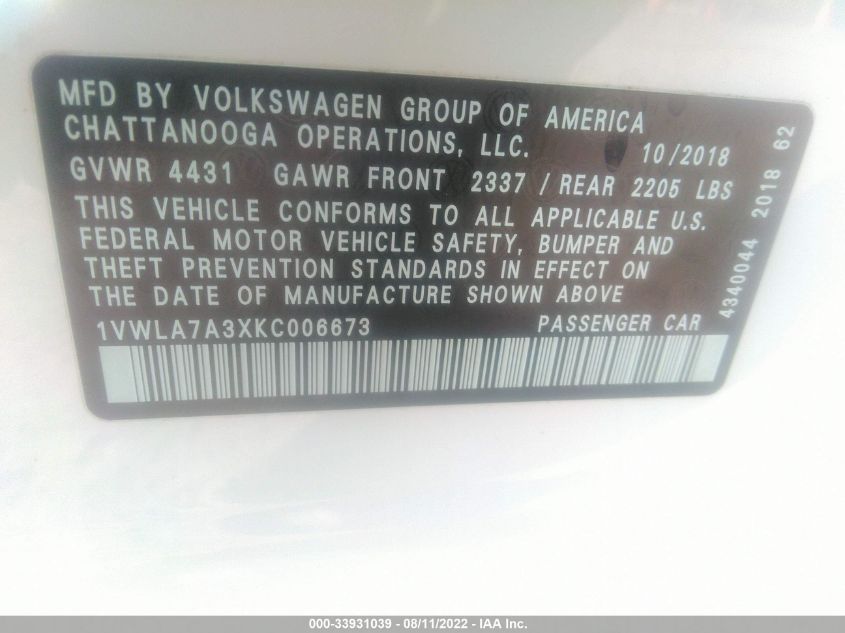 MFD BY VOLKSWAGEN GROUP OF AMERICA
CHATTANOOGA OPERATIONS, LLC. 10/2018
GVWR 4431 GAWR FRONT 2337 / REAR 2205 LBS
THIS VEHICLE CONFORMS TO ALL APPLICABLE U.S.
FEDERAL MOTOR VEHICLE SAFETY, BUMPER AND
THEFT PREVENTION STANDARDS IN EFFECT ON
THE DATE OF MANUFACTURE SHOWN ABOVE
1VWLA7A3XKC006673 PASSENGER CAR
4340044 2018 62
000-33931039 - 08/11/2022 - IAA Inc.